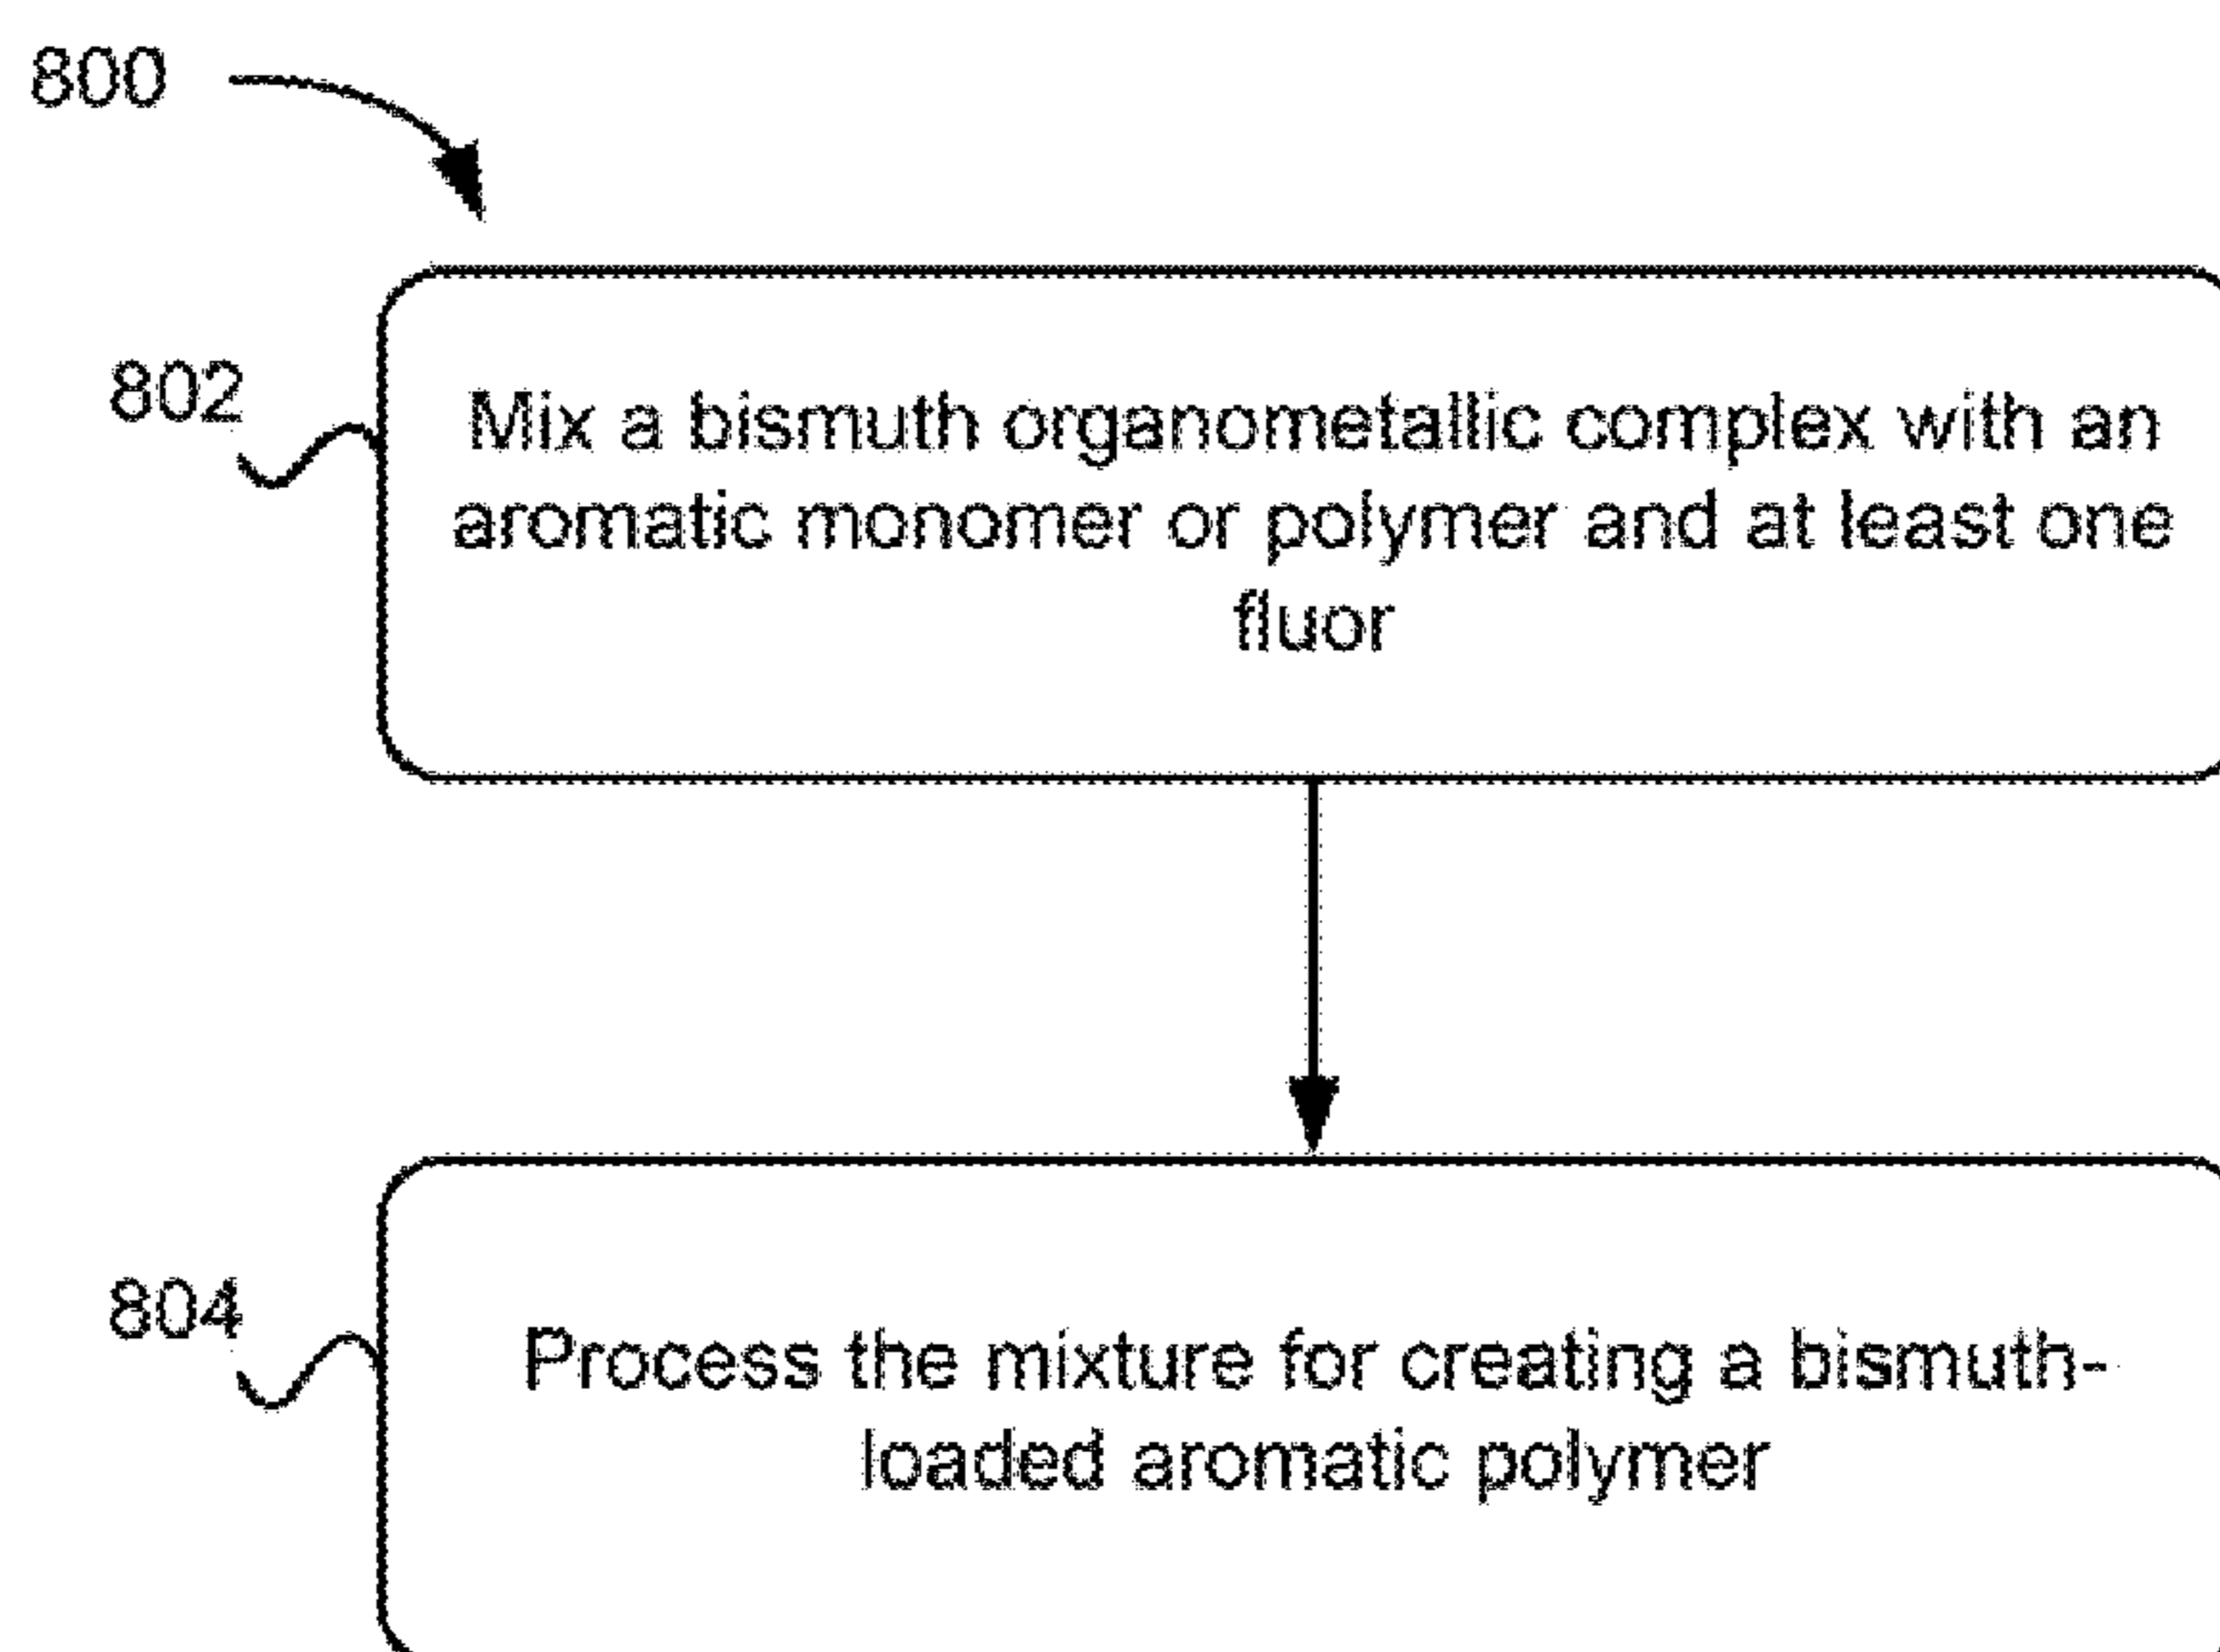 800
802
Mix a bismuth organometallic complex with an
aromatic monomer or polymer and at least one
fluor
804
Process the mixture for creating a bismuth-
loaded aromatic polymer